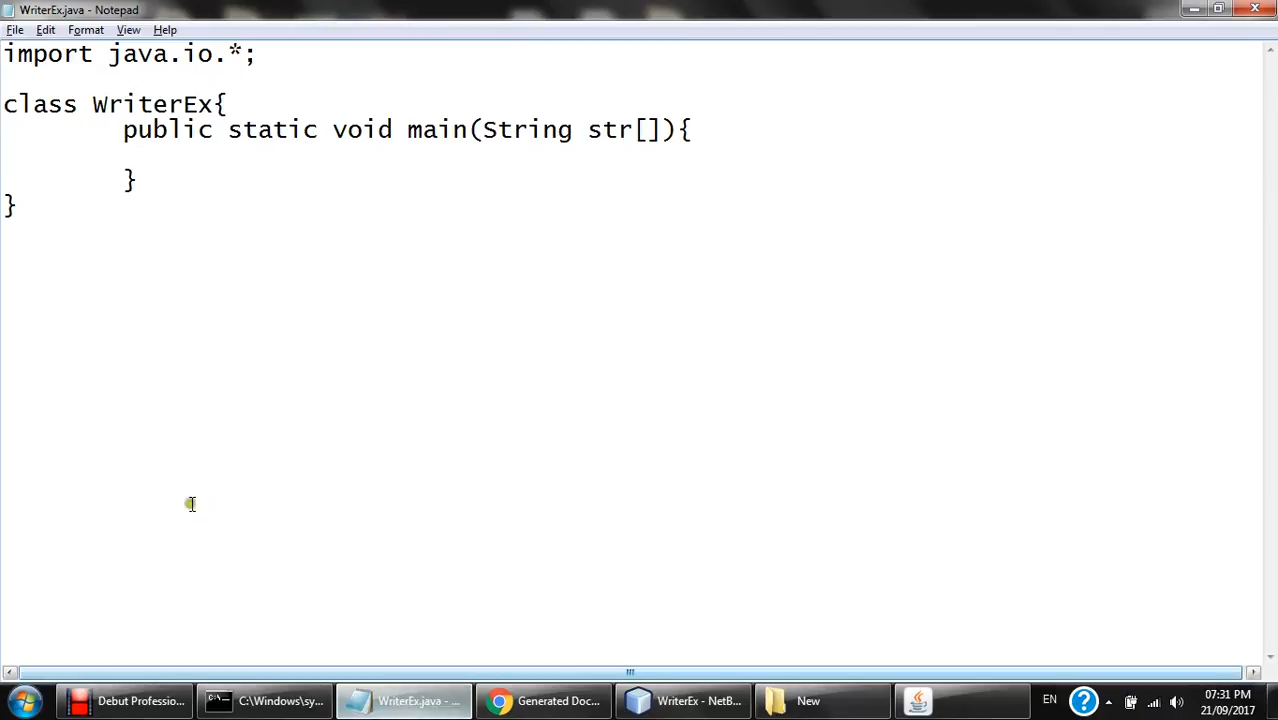 WriterEx.java - Notepad
File Edit Format View Help
import java.io.*;
class WriterEx{
public static void main(String str[]){
}
}
Debut Professio... C:\Windows\sy... WriterEx.java - ... Generated Doc... WriterEx - NetB... New EN 07:31 PM
21/09/2017